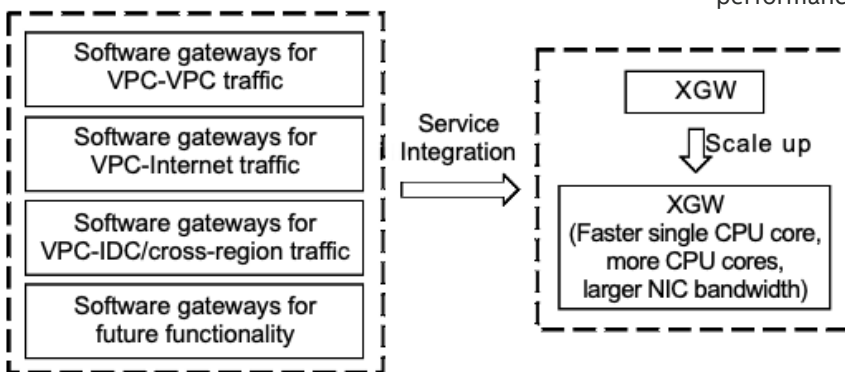 performance
Software gateways for
VPC-VPC traffic
Software gateways for
VPC-Internet traffic
Software gateways for
VPC-IDC/cross-region traffic
Software gateways for
future functionality
Service
Integration
XGW
Scale up
XGW
(Faster single CPU core,
more CPU cores,
larger NIC bandwidth)